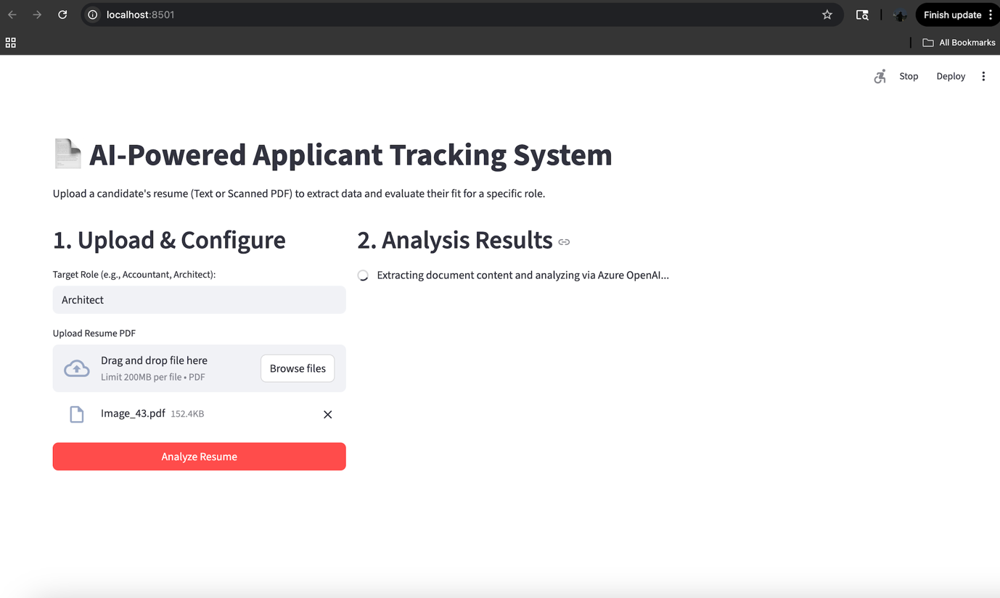 localhost:8501
Finish update
All Bookmarks
Stop
Deploy
AI-Powered Applicant Tracking System
Upload a candidate's resume (Text or Scanned PDF) to extract data and evaluate their fit for a specific role.
1. Upload & Configure
Target Role (e.g., Accountant, Architect):
Architect
Upload Resume PDF
Drag and drop file here
Limit 200MB per file • PDF
Browse files
Image_43.pdf 152.4KB
Analyze Resume
2. Analysis Results
Extracting document content and analyzing via Azure OpenAI...